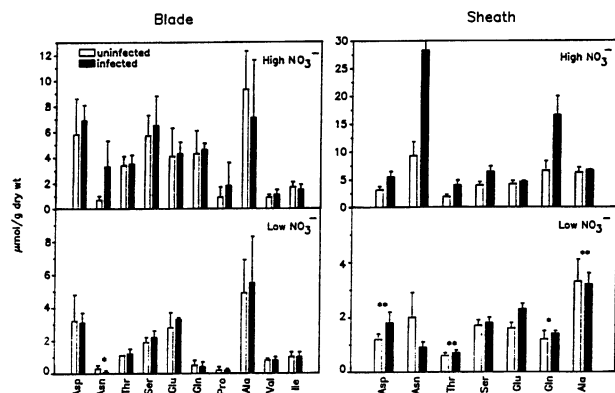 Blade
Sheath
uninfected
infected
High NO3−
12
10
8
6
4
2
0
High NO3−
30
25
20
15
10
5
0
μmol/g dry wt
Low NO3−
8
6
4
2
0
Low NO3−
4
2
0
*
** ** * **
Asp Asn Thr Ser Glu Gln Pro Ala Val Ile
Asp Asn Thr Ser Glu Gln Ala